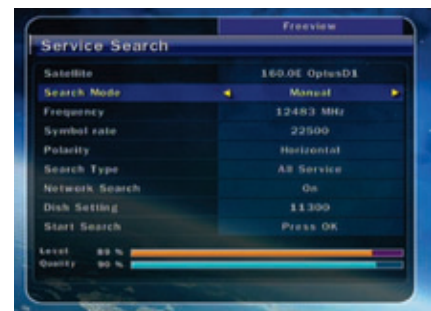 Freeview
Service Search
Satellite 160.0E OptusD1
Search Mode Manual
Frequency 12483 MHz
Symbol rate 22500
Polarity Horizontal
Search Type All Service
Network Search On
Dish Setting 11300
Start Search Press OK
Level 89 %
Quality 90 %